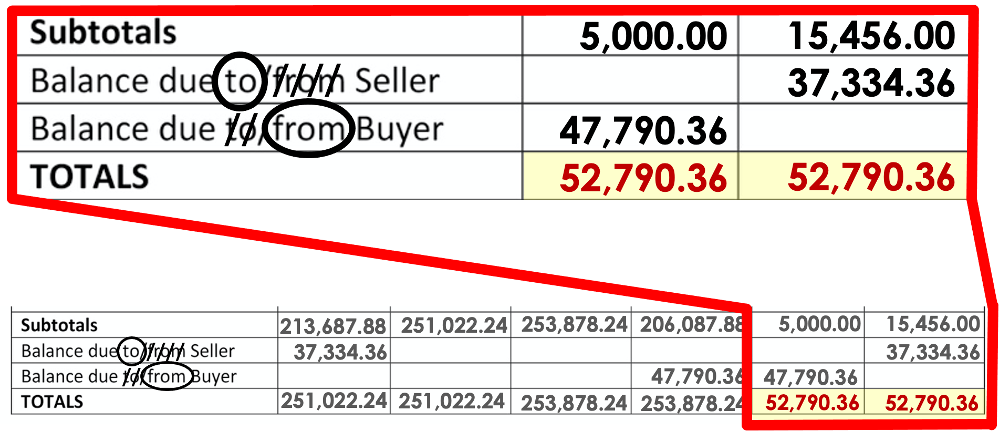 Subtotals 5,000.00 15,456.00
Balance due to/from Seller 37,334.36
Balance due to/from Buyer 47,790.36
TOTALS 52,790.36 52,790.36
Subtotals 213,687.88 251,022.24 253,878.24 206,087.88 5,000.00 15,456.00
Balance due to/from Seller 37,334.36 37,334.36
Balance due to/from Buyer 47,790.36 47,790.36
TOTALS 251,022.24 251,022.24 253,878.24 253,878.24 52,790.36 52,790.36